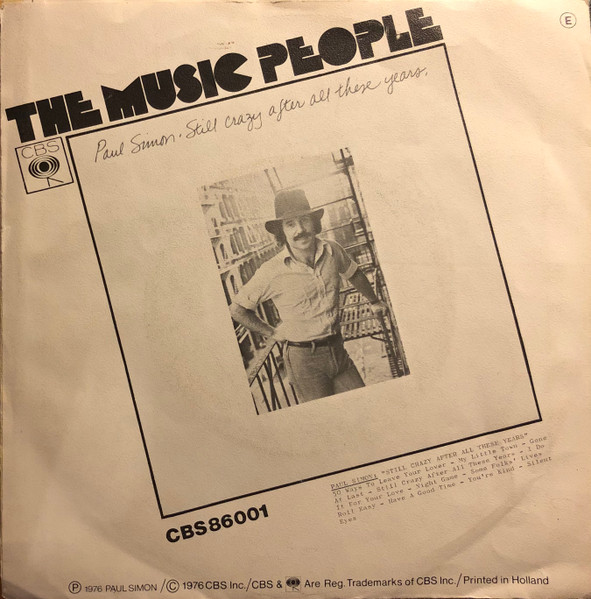 E
THE MUSIC PEOPLE
CBS
Paul Simon. Still crazy after all these years.
PAUL SIMON: "STILL CRAZY AFTER ALL THESE YEARS"
50 Ways To Leave Your Lover - My Little Town - Gone
At Last - Still Crazy After All These Years - I Do
It For Your Love - Night Game - Some Folks' Lives
Roll Easy - Have A Good Time - You're Kind - Silent
Eyes
CBS86001
Ⓟ 1976 PAUL SIMON/Ⓒ 1976 CBS Inc./CBS & Are Reg. Trademarks of CBS Inc./Printed in Holland